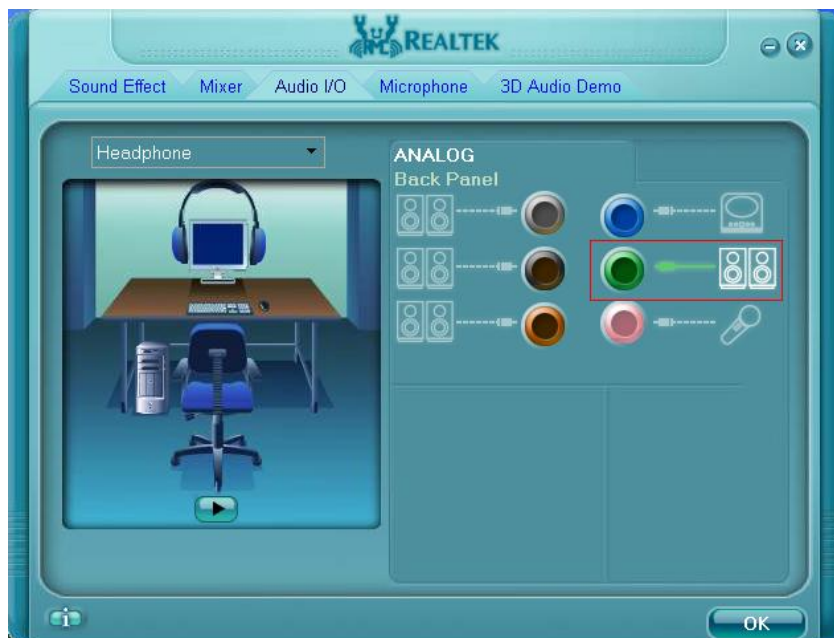 REALTEK
Sound Effect
Mixer
Audio I/O
Microphone
3D Audio Demo
Headphone
ANALOG
Back Panel
i
OK